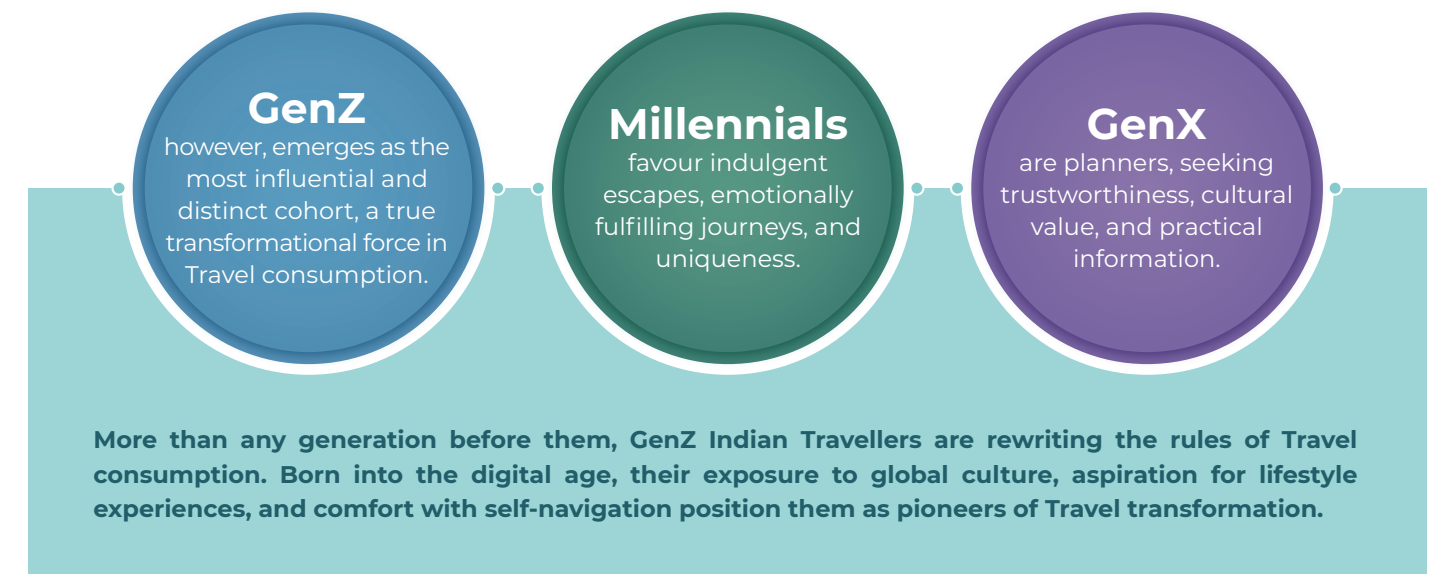 GenZ
however, emerges as the
most influential and
distinct cohort, a true
transformational force in
Travel consumption.
Millennials
favour indulgent
escapes, emotionally
fulfilling journeys, and
uniqueness.
GenX
are planners, seeking
trustworthiness, cultural
value, and practical
information.
More than any generation before them, GenZ Indian Travellers are rewriting the rules of Travel
consumption. Born into the digital age, their exposure to global culture, aspiration for lifestyle
experiences, and comfort with self-navigation position them as pioneers of Travel transformation.